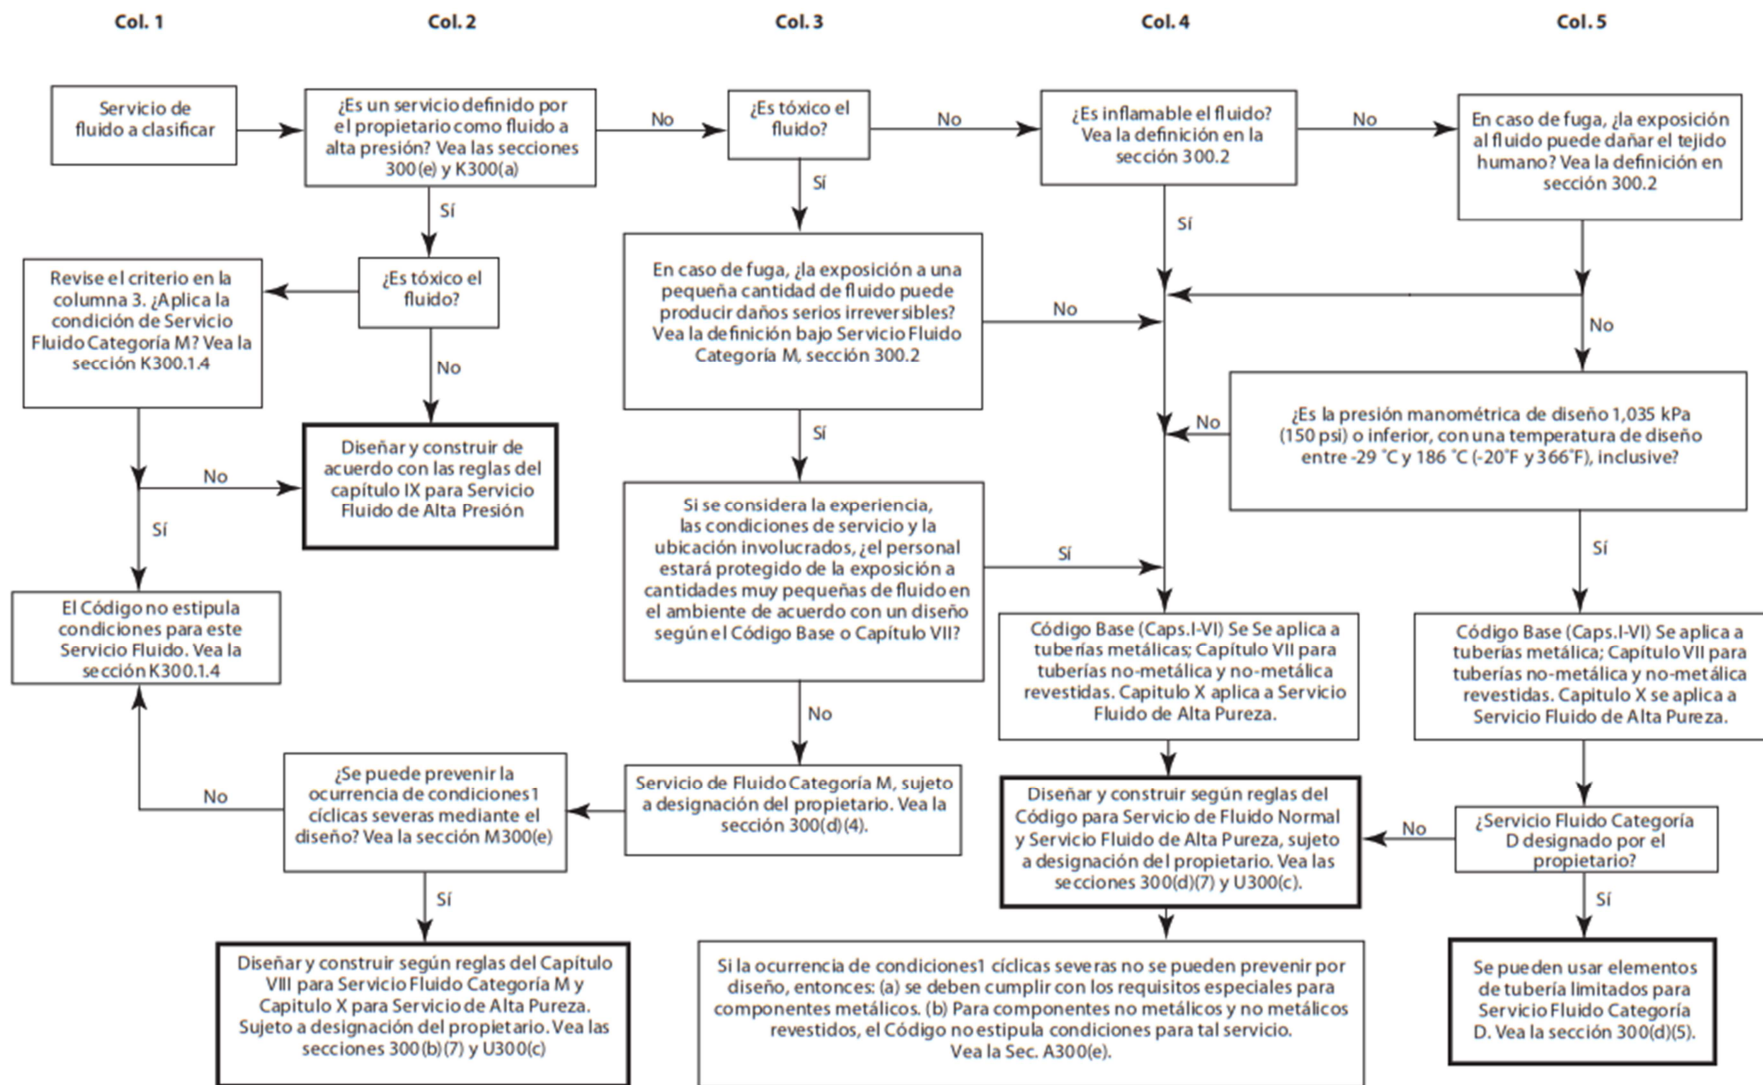 Col. 1
Col. 2
Col. 3
Col. 4
Col. 5
Servicio de
fluido a clasificar
¿Es un servicio definido por
el propietario como fluido a
alta presión? Vea las secciones
300(e) y K300(a)
No
¿Es tóxico el
fluido?
No
¿Es inflamable el fluido?
Vea la definición en la
sección 300.2
No
En caso de fuga, ¿la exposición
al fluido puede dañar el tejido
humano? Vea la definición en
sección 300.2
Sí
Sí
Sí
Revise el criterio en la
columna 3. ¿Aplica la
condición de Servicio
Fluido Categoría M? Vea la
sección K300.1.4
¿Es tóxico el
fluido?
En caso de fuga, ¿la exposición a una
pequeña cantidad de fluido puede
producir daños serios irreversibles?
Vea la definición bajo Servicio Fluido
Categoría M, sección 300.2
No
No
No
¿Es la presión manométrica de diseño 1,035 kPa
(150 psi) o inferior, con una temperatura de diseño
entre -29 °C y 186 °C (-20°F y 366°F), inclusive?
No
Sí
No
Diseñar y construir de
acuerdo con las reglas del
capítulo IX para Servicio
Fluido de Alta Presión
Sí
Si se considera la experiencia,
las condiciones de servicio y la
ubicación involucrados, ¿el personal
estará protegido de la exposición a
cantidades muy pequeñas de fluido en
el ambiente de acuerdo con un diseño
según el Código Base o Capítulo VII?
Sí
Sí
El Código no estipula
condiciones para este
Servicio Fluido. Vea la
sección K300.1.4
Código Base (Caps.I-VI) Se Se aplica a
tuberías metálicas; Capítulo VII para
tuberías no-metálica y no-metálica
revestidas. Capitulo X aplica a Servicio
Fluido de Alta Pureza.
Código Base (Caps.I-VI) Se aplica a
tuberías metálica; Capítulo VII para
tuberías no-metálica y no-metálica
revestidas. Capitulo X se aplica a
Servicio Fluido de Alta Pureza.
No
No
¿Se puede prevenir la
ocurrencia de condiciones1
cíclicas severas mediante el
diseño? Vea la sección M300(e)
Servicio de Fluido Categoría M, sujeto
a designación del propietario. Vea la
sección 300(d)(4).
Diseñar y construir según reglas del
Código para Servicio de Fluido Normal
y Servicio Fluido de Alta Pureza, sujeto
a designación del propietario. Vea las
secciones 300(d)(7) y U300(c).
No
¿Servicio Fluido Categoría
D designado por el
propietario?
Sí
Sí
Diseñar y construir según reglas del Capítulo
VIII para Servicio Fluido Categoría M y
Capitulo X para Servicio de Alta Pureza.
Sujeto a designación del propietario. Vea las
secciones 300(b)(7) y U300(c)
Si la ocurrencia de condiciones1 cíclicas severas no se pueden prevenir por
diseño, entonces: (a) se deben cumplir con los requisitos especiales para
componentes metálicos. (b) Para componentes no metálicos y no metálicos
revestidos, el Código no estipula condiciones para tal servicio.
Vea la Sec. A300(e).
Se pueden usar elementos
de tubería limitados para
Servicio Fluido Categoría
D. Vea la sección 300(d)(5).